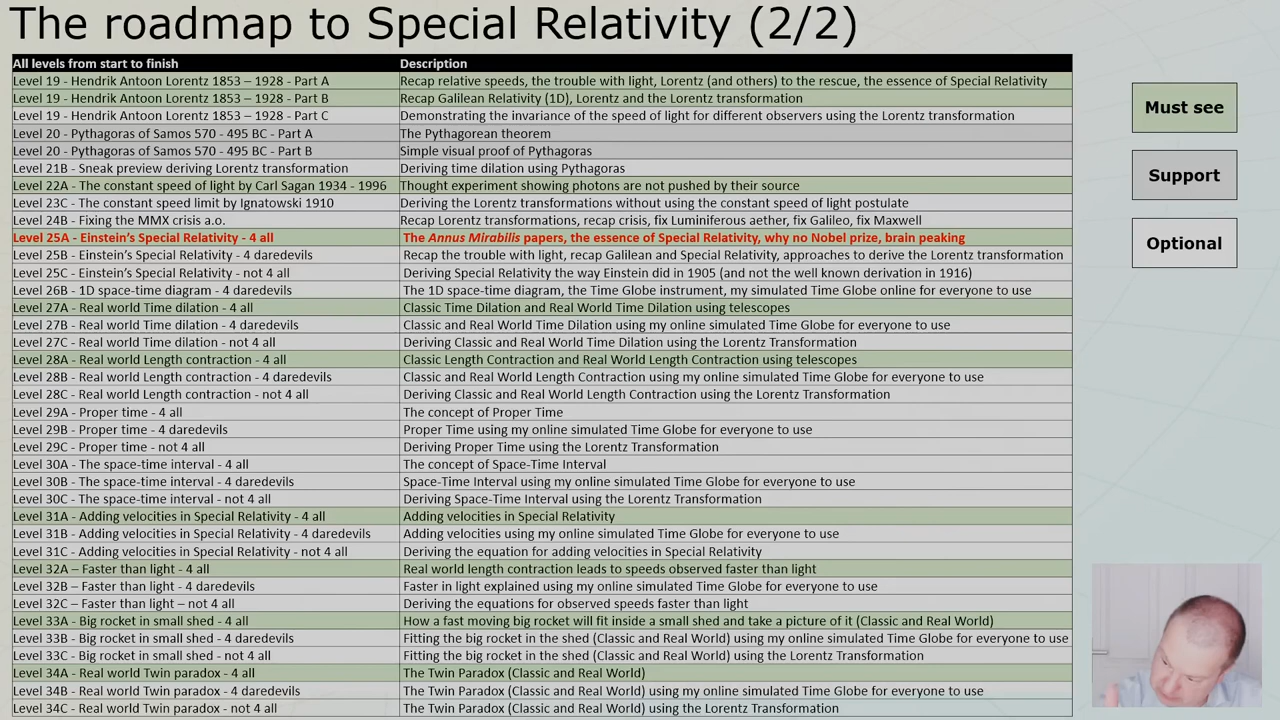 The roadmap to Special Relativity (2/2)
All levels from start to finish Description
Level 19 - Hendrik Antoon Lorentz 1853 – 1928 - Part A Recap relative speeds, the trouble with light, Lorentz (and others) to the rescue, the essence of Special Relativity
Level 19 - Hendrik Antoon Lorentz 1853 – 1928 - Part B Recap Galilean Relativity (1D), Lorentz and the Lorentz transformation
Level 19 - Hendrik Antoon Lorentz 1853 – 1928 - Part C Demonstrating the invariance of the speed of light for different observers using the Lorentz transformation
Level 20 - Pythagoras of Samos 570 - 495 BC - Part A The Pythagorean theorem
Level 20 - Pythagoras of Samos 570 - 495 BC - Part B Simple visual proof of Pythagoras
Level 21B - Sneak preview deriving Lorentz transformation Deriving time dilation using Pythagoras
Level 22A - The constant speed of light by Carl Sagan 1934 - 1996 Thought experiment showing photons are not pushed by their source
Level 23C - The constant speed limit by Ignatowski 1910 Deriving the Lorentz transformations without using the constant speed of light postulate
Level 24B - Fixing the MMX crisis a.o. Recap Lorentz transformations, recap crisis, fix Luminiferous aether, fix Galileo, fix Maxwell
Level 25A - Einstein's Special Relativity - 4 all The Annus Mirabilis papers, the essence of Special Relativity, why no Nobel prize, brain peaking
Level 25B - Einstein's Special Relativity - 4 daredevils Recap the trouble with light, recap Galilean and Special Relativity, approaches to derive the Lorentz transformation
Level 25C - Einstein's Special Relativity - not 4 all Deriving Special Relativity the way Einstein did in 1905 (and not the well known derivation in 1916)
Level 26B - 1D space-time diagram - 4 daredevils The 1D space-time diagram, the Time Globe instrument, my simulated Time Globe online for everyone to use
Level 27A - Real world Time dilation - 4 all Classic Time Dilation and Real World Time Dilation using telescopes
Level 27B - Real world Time dilation - 4 daredevils Classic and Real World Time Dilation using my online simulated Time Globe for everyone to use
Level 27C - Real world Time dilation - not 4 all Deriving Classic and Real World Time Dilation using the Lorentz Transformation
Level 28A - Real world Length contraction - 4 all Classic Length Contraction and Real World Length Contraction using telescopes
Level 28B - Real world Length contraction - 4 daredevils Classic and Real World Length Contraction using my online simulated Time Globe for everyone to use
Level 28C - Real world Length contraction - not 4 all Deriving Classic and Real World Length Contraction using the Lorentz Transformation
Level 29A - Proper time - 4 all The concept of Proper Time
Level 29B - Proper time - 4 daredevils Proper Time using my online simulated Time Globe for everyone to use
Level 29C - Proper time - not 4 all Deriving Proper Time using the Lorentz Transformation
Level 30A - The space-time interval - 4 all The concept of Space-Time Interval
Level 30B - The space-time interval - 4 daredevils Space-Time Interval using my online simulated Time Globe for everyone to use
Level 30C - The space-time interval - not 4 all Deriving Space-Time Interval using the Lorentz Transformation
Level 31A - Adding velocities in Special Relativity - 4 all Adding velocities in Special Relativity
Level 31B - Adding velocities in Special Relativity - 4 daredevils Adding velocities using my online simulated Time Globe for everyone to use
Level 31C - Adding velocities in Special Relativity - not 4 all Deriving the equation for adding velocities in Special Relativity
Level 32A – Faster than light - 4 all Real world length contraction leads to speeds observed faster than light
Level 32B – Faster than light - 4 daredevils Faster in light explained using my online simulated Time Globe for everyone to use
Level 32C – Faster than light – not 4 all Deriving the equations for observed speeds faster than light
Level 33A - Big rocket in small shed - 4 all How a fast moving big rocket will fit inside a small shed and take a picture of it (Classic and Real World)
Level 33B - Big rocket in small shed - 4 daredevils Fitting the big rocket in the shed (Classic and Real World) using my online simulated Time Globe for everyone to use
Level 33C - Big rocket in small shed - not 4 all Fitting the big rocket in the shed (Classic and Real World) using the Lorentz Transformation
Level 34A - Real world Twin paradox - 4 all The Twin Paradox (Classic and Real World)
Level 34B - Real world Twin paradox - 4 daredevils The Twin Paradox (Classic and Real World) using my online simulated Time Globe for everyone to use
Level 34C - Real world Twin paradox - not 4 all The Twin Paradox (Classic and Real World) using the Lorentz Transformation
Must see
Support
Optional